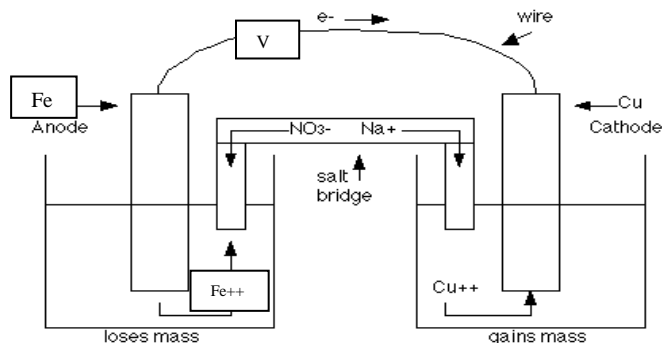 e-
wire
V
Fe
Anode
Cu
Cathode
NO3-
Na+
salt
bridge
Fe++
Cu++
loses mass
gains mass